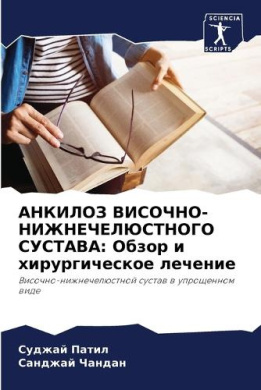 SCIENCIA
SCRIPTS
АНКИЛОЗ ВИСОЧНО-
НИЖНЕЧЕЛЮСТНОГО
СУСТАВА: Обзор и
хирургическое лечение
Височно-нижнечелюстной сустав в упрощенном
виде
Суджай Патил
Санджай Чандан